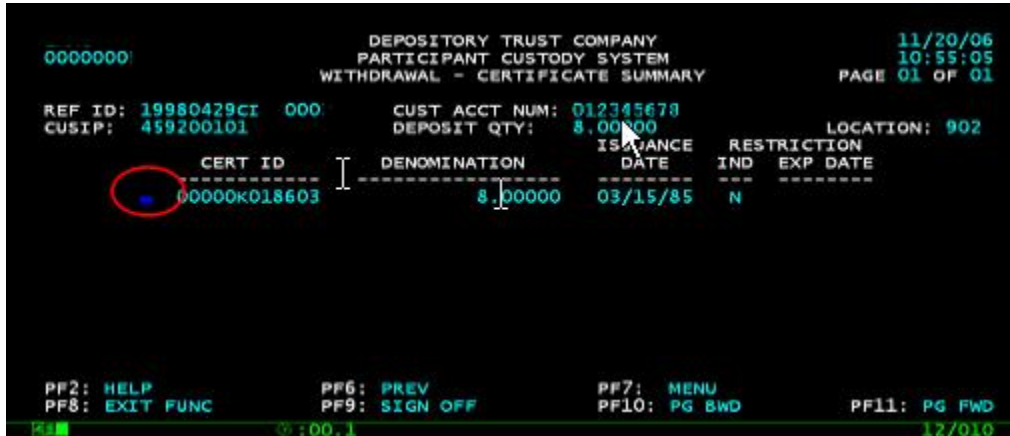 DEPOSITORY TRUST COMPANY 11/20/06
0000000 PARTICIPANT CUSTODY SYSTEM 10:55:05
WITHDRAWAL - CERTIFICATE SUMMARY PAGE 01 OF 01
REF ID: 19980429CI 000 CUST ACCT NUM: 012345678
CUSIP: 459200101 DEPOSIT QTY: 8.00000 LOCATION: 902
ISSUANCE RESTRICTION
CERT ID DENOMINATION DATE IND EXP DATE
------------ ----------------- -------- --- --------
00000K018603 8.00000 03/15/85 N
PF2: HELP PF6: PREV PF7: MENU
PF8: EXIT FUNC PF9: SIGN OFF PF10: PG BWD PF11: PG FWD
:00.1 12/010